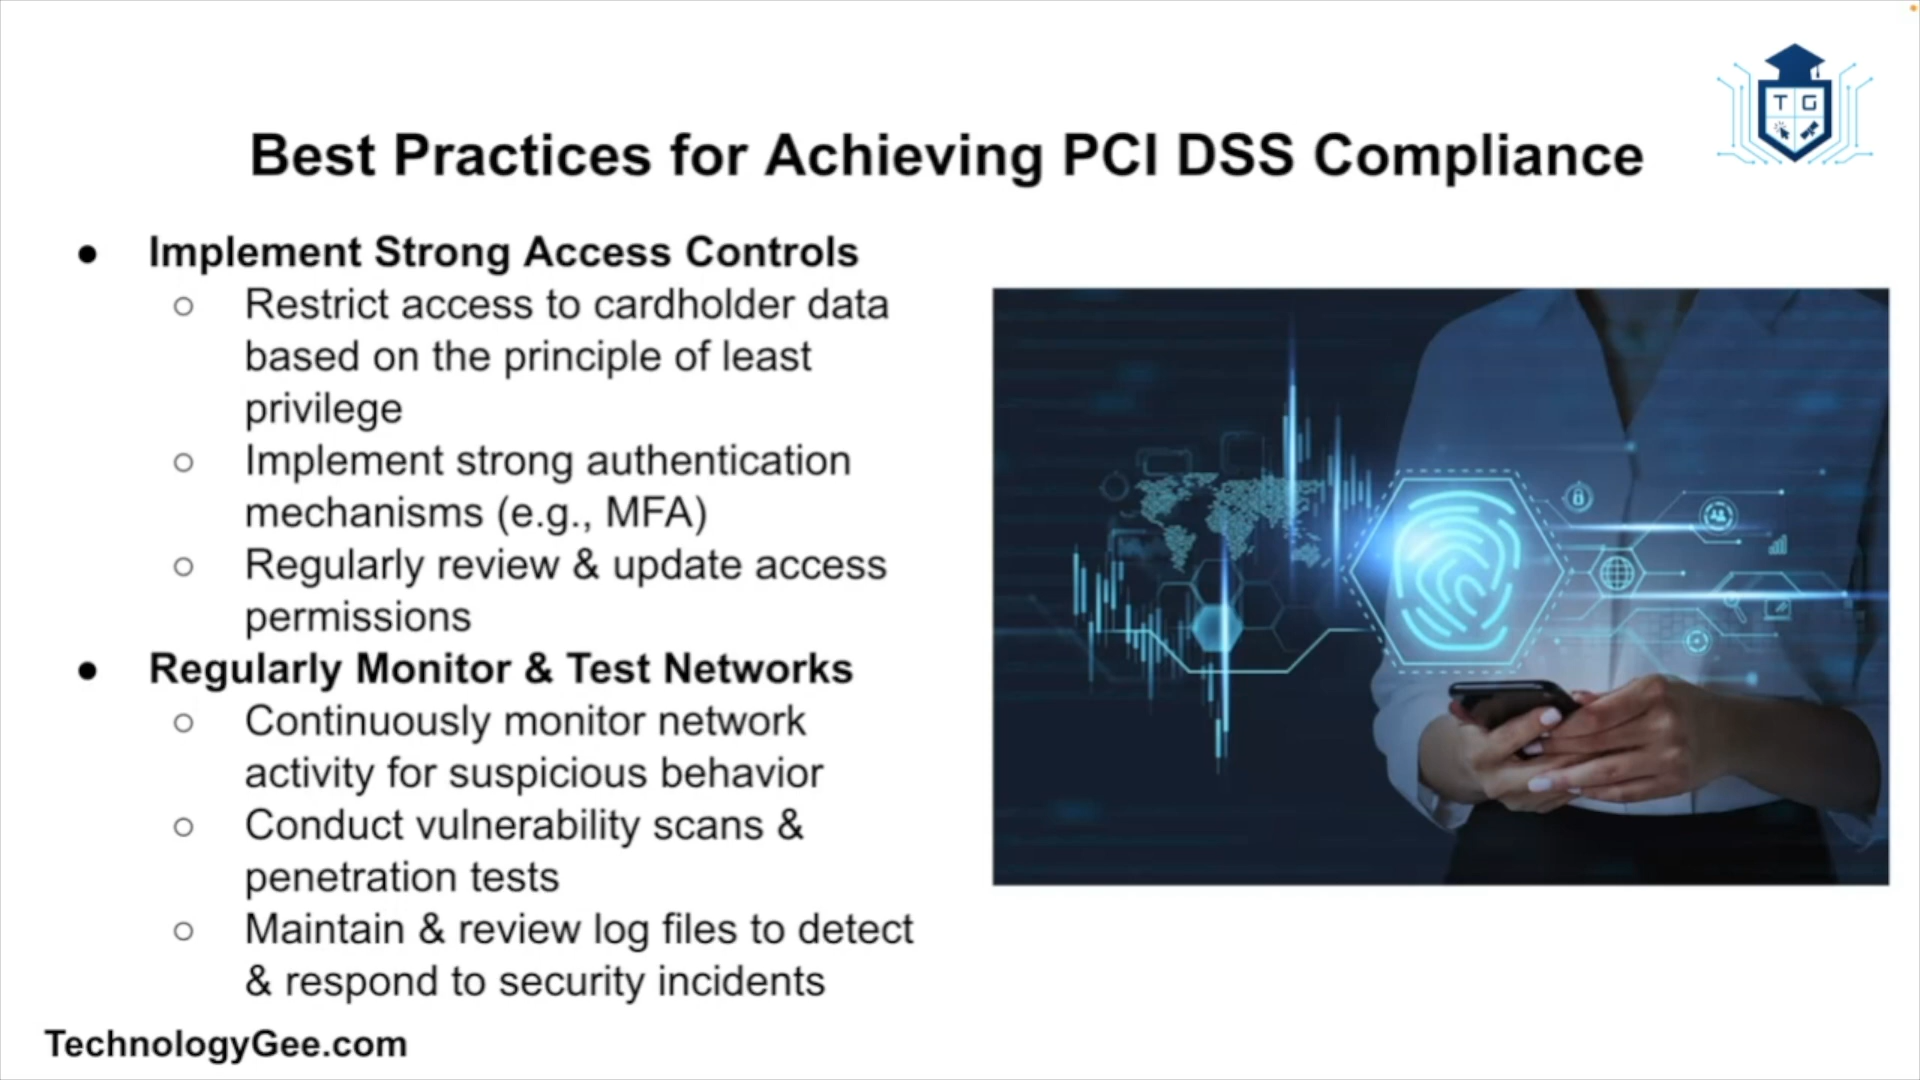 T G
Best Practices for Achieving PCI DSS Compliance
● Implement Strong Access Controls
○ Restrict access to cardholder data
based on the principle of least
privilege
○ Implement strong authentication
mechanisms (e.g., MFA)
○ Regularly review & update access
permissions
● Regularly Monitor & Test Networks
○ Continuously monitor network
activity for suspicious behavior
○ Conduct vulnerability scans &
penetration tests
○ Maintain & review log files to detect
& respond to security incidents
TechnologyGee.com